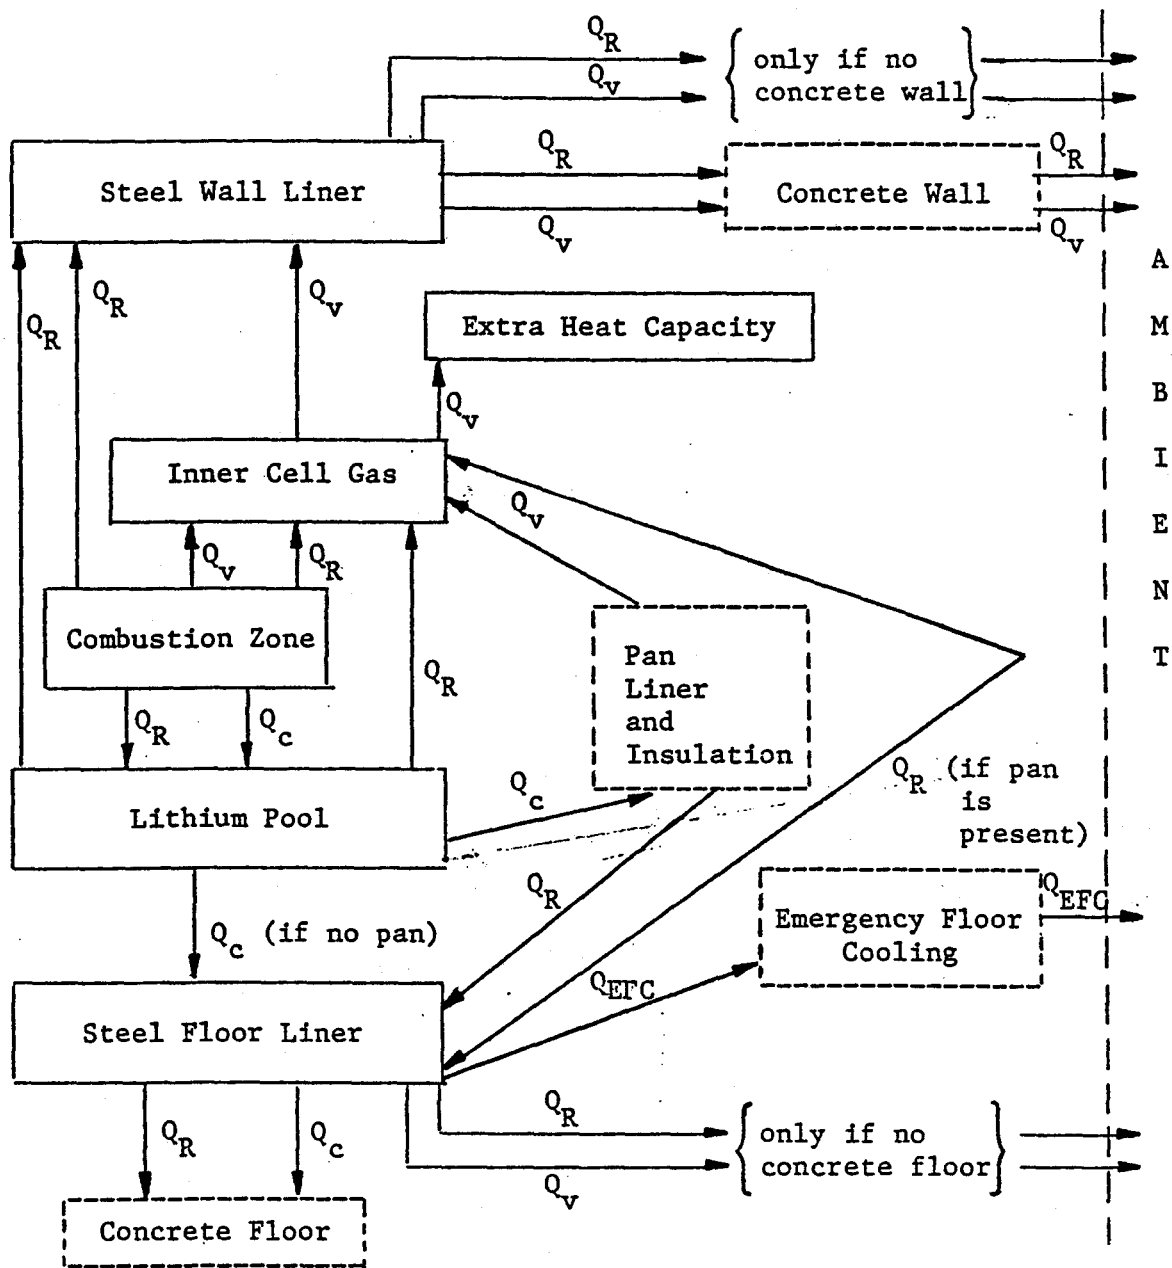 Q_R
Q_v
only if no
concrete wall
Steel Wall Liner
Q_R
Q_v
Concrete Wall
Q_R
Q_v
A
M
B
I
E
N
T
Q_R
Q_R
Q_v
Extra Heat Capacity
Q_v
Inner Cell Gas
Q_v
Q_v
Q_R
Combustion Zone
Q_R
Pan
Liner
and
Insulation
Q_R
Q_c
Lithium Pool
Q_c
Q_R (if pan
is
present)
Q_c (if no pan)
Q_R
Emergency Floor
Cooling
Q_EFC
Q_EFC
Steel Floor Liner
Q_R
Q_c
Q_R
Q_v
only if no
concrete floor
Concrete Floor